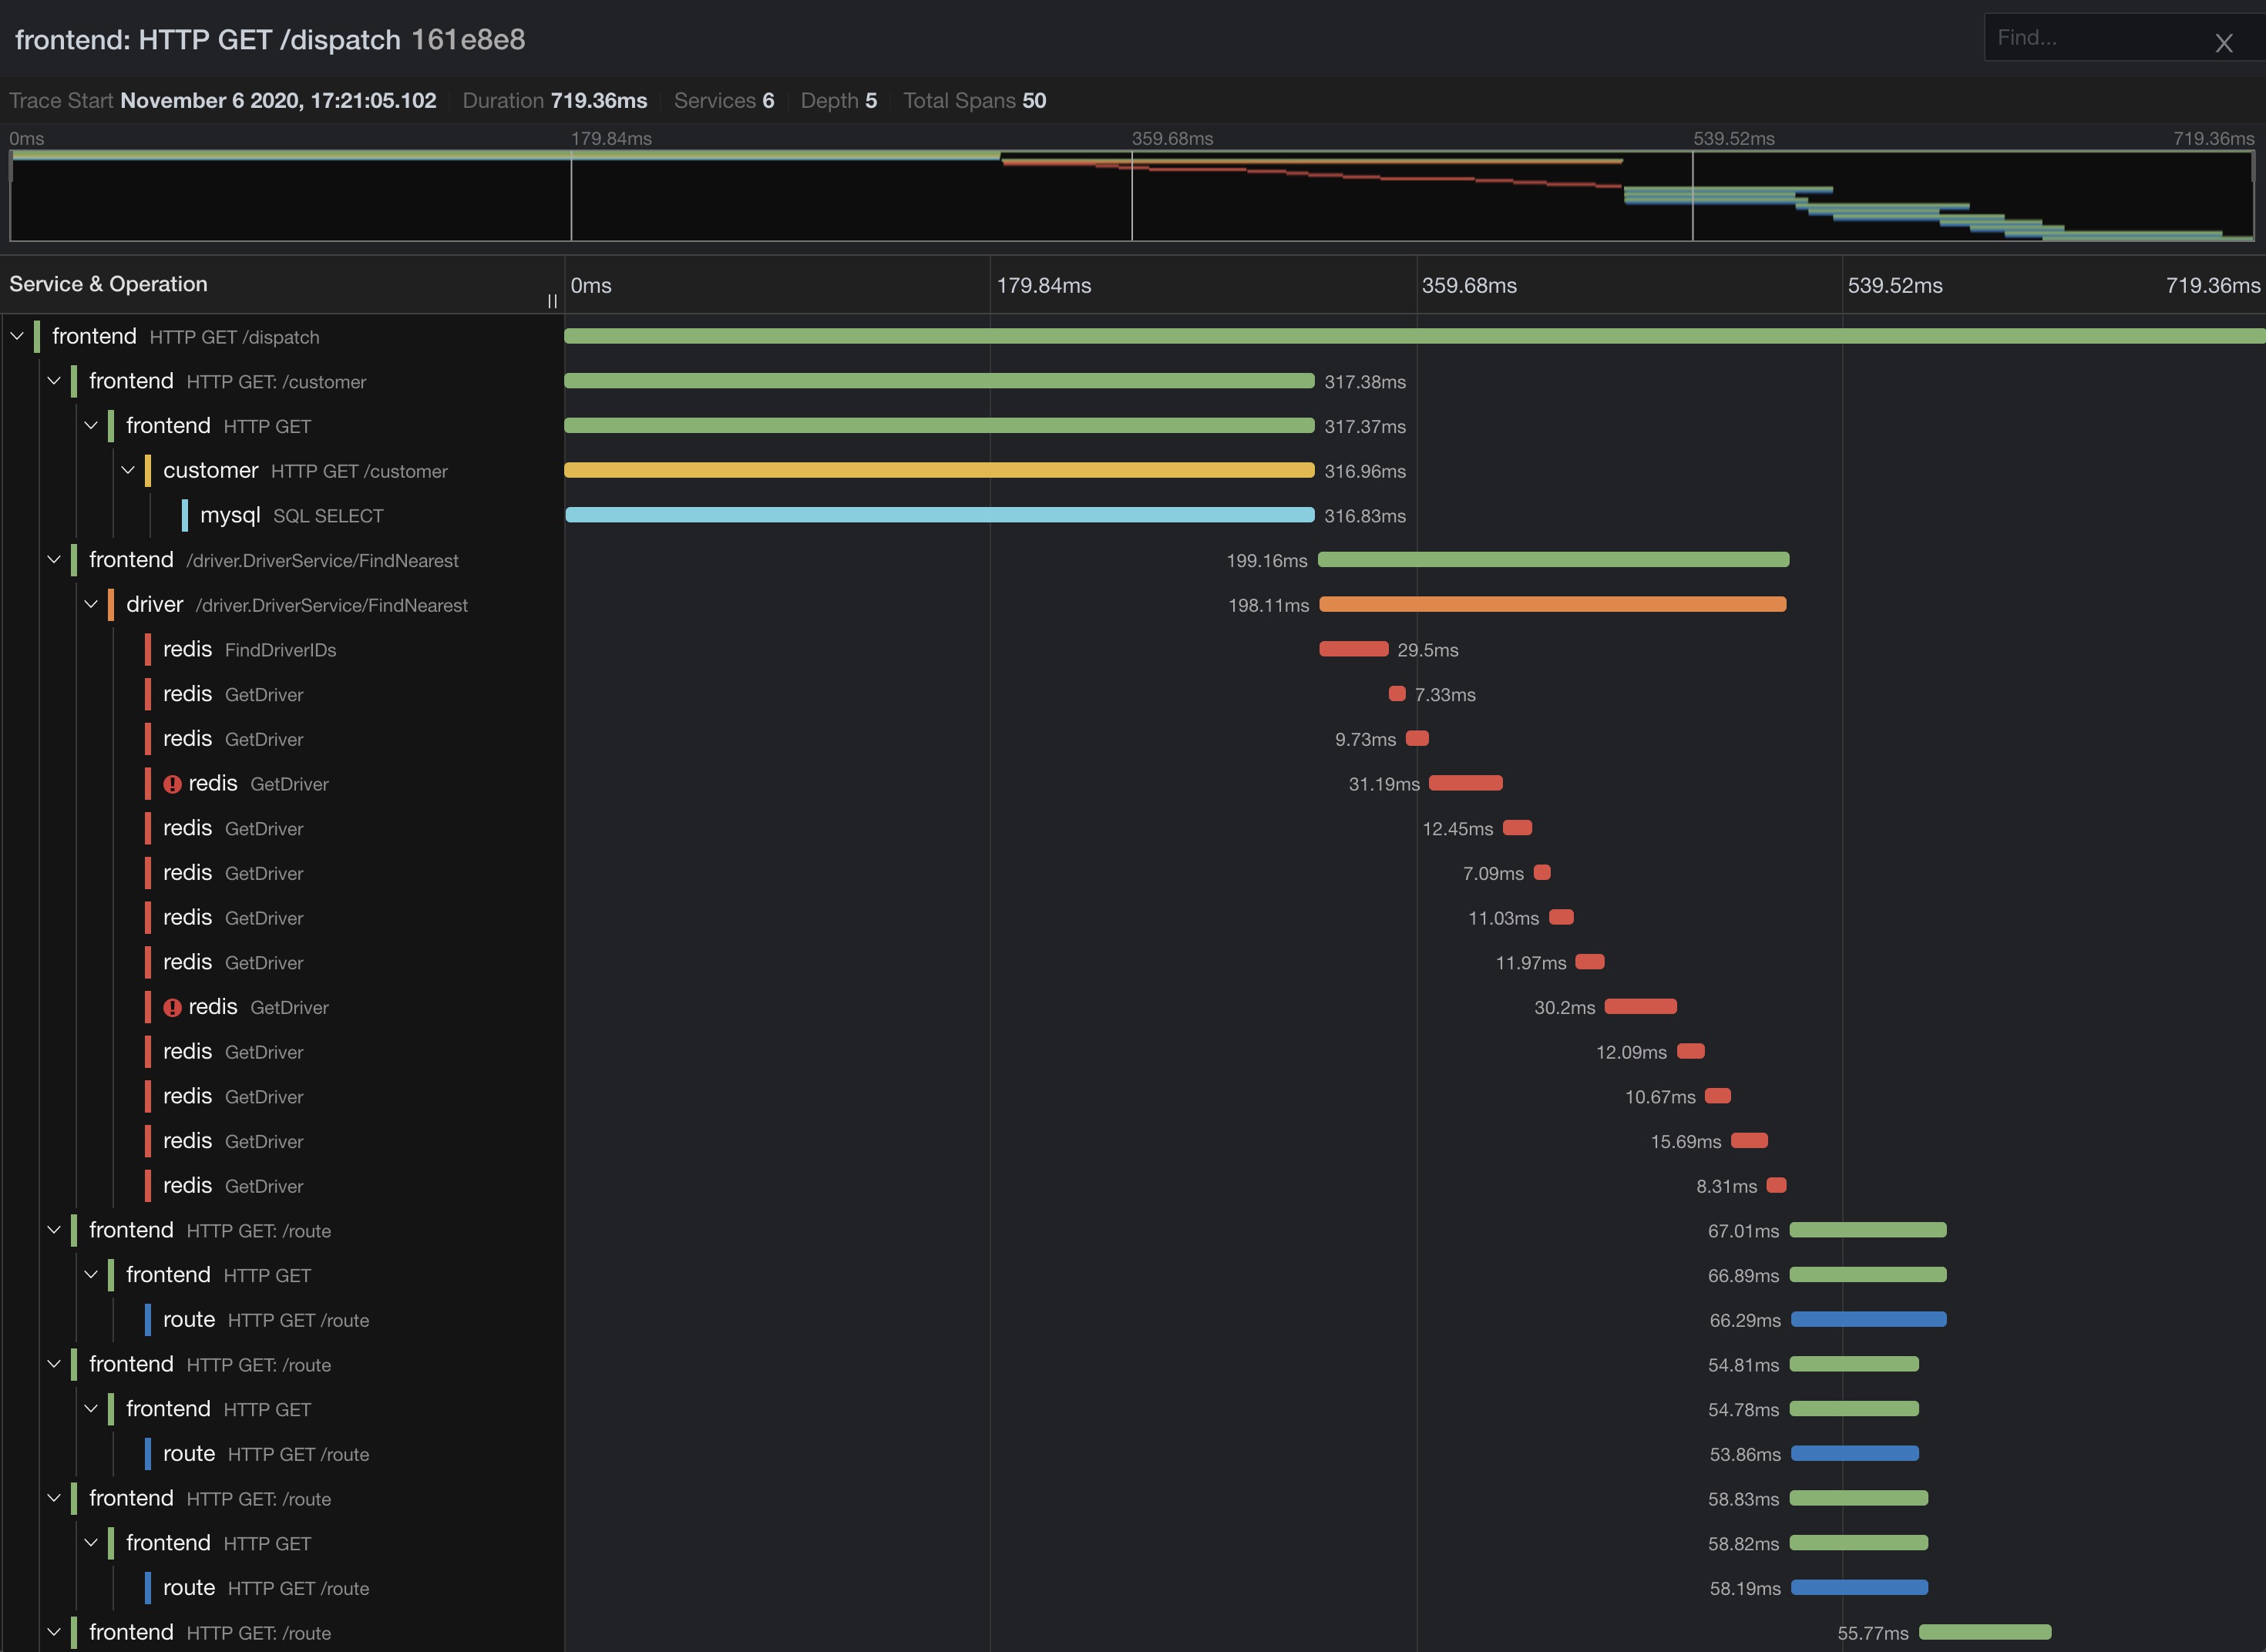 frontend: HTTP GET /dispatch 161e8e8
Find...
Trace Start November 6 2020, 17:21:05.102 Duration 719.36ms Services 6 Depth 5 Total Spans 50
0ms 179.84ms 359.68ms 539.52ms 719.36ms
Service & Operation 0ms 179.84ms 359.68ms 539.52ms 719.36ms
frontend HTTP GET /dispatch
frontend HTTP GET: /customer 317.38ms
frontend HTTP GET 317.37ms
customer HTTP GET /customer 316.96ms
mysql SQL SELECT 316.83ms
frontend /driver.DriverService/FindNearest 199.16ms
driver /driver.DriverService/FindNearest 198.11ms
redis FindDriverIDs 29.5ms
redis GetDriver 7.33ms
redis GetDriver 9.73ms
redis GetDriver 31.19ms
redis GetDriver 12.45ms
redis GetDriver 7.09ms
redis GetDriver 11.03ms
redis GetDriver 11.97ms
redis GetDriver 30.2ms
redis GetDriver 12.09ms
redis GetDriver 10.67ms
redis GetDriver 15.69ms
redis GetDriver 8.31ms
frontend HTTP GET: /route 67.01ms
frontend HTTP GET 66.89ms
route HTTP GET /route 66.29ms
frontend HTTP GET: /route 54.81ms
frontend HTTP GET 54.78ms
route HTTP GET /route 53.86ms
frontend HTTP GET: /route 58.83ms
frontend HTTP GET 58.82ms
route HTTP GET /route 58.19ms
frontend HTTP GET: /route 55.77ms